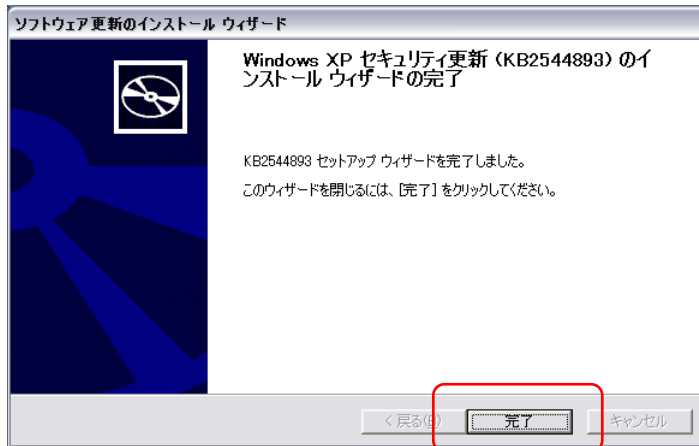 ソフトウェア更新のインストール ウィザード
Windows XP セキュリティ更新 (KB2544893) のイ
ンストール ウィザードの完了
KB2544893 セットアップ ウィザードを完了しました。
このウィザードを閉じるには、[完了] をクリックしてください。
< 戻る(B)
完了
キャンセル